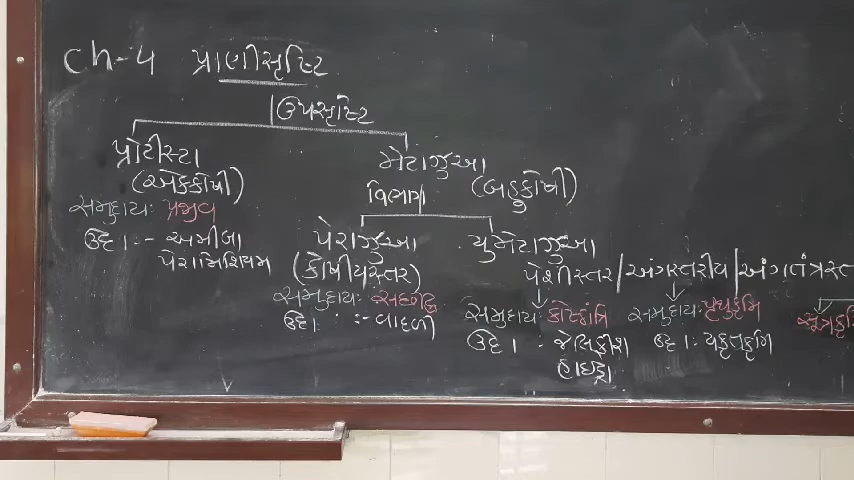 Ch-4 પ્રાણીસૃષ્ટિ
ઉપસૃષ્ટિ
પ્રોટીસ્ટા
(એકકોષી)
સમુદાય: પ્રજીવ
ઉદા. :- અમીબા
પેરામિશિયમ
મેટાઝુઆ
(બહુકોષી)
વિભાગ
પેરાઝુઆ
(કોષીયસ્તર)
સમુદાય: સછિદ્ર
ઉદા. :- વાદળી
યુમેટાઝુઆ
પેશીસ્તર / અંગસ્તરીય / અંગતંત્રસ્ત
સમુદાય: કોષ્ઠાંત્રિ
ઉદા. : જેલિફીશ
હાઇડ્રા
સમુદાય: પૃથુકૃમિ
ઉદા. : યકૃતકૃમિ
સૂત્રકૃમિ